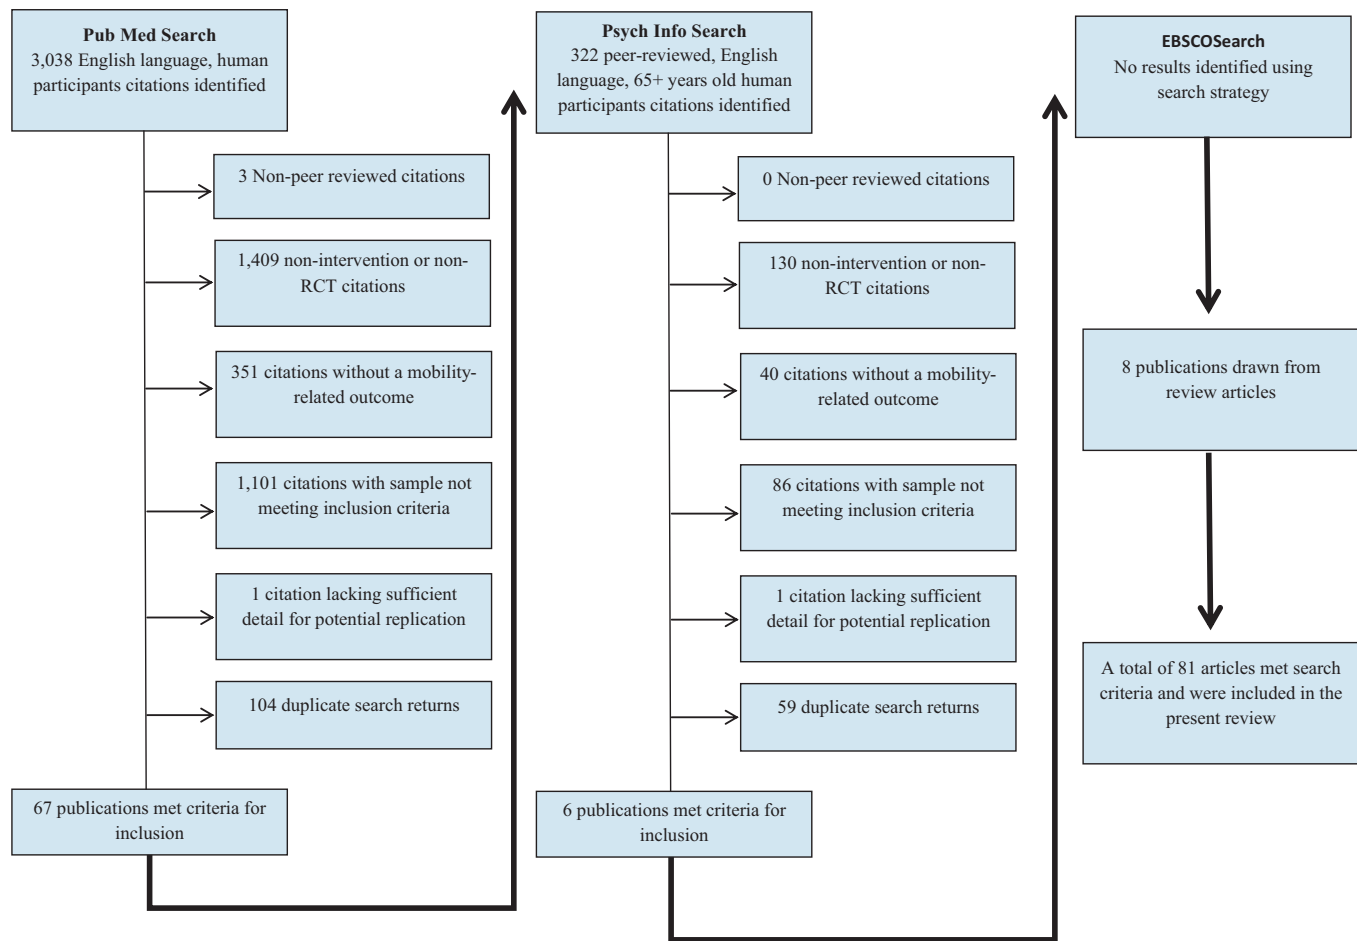 Pub Med Search
3,038 English language, human
participants citations identified
3 Non-peer reviewed citations
1,409 non-intervention or non-
RCT citations
351 citations without a mobility-
related outcome
1,101 citations with sample not
meeting inclusion criteria
1 citation lacking sufficient
detail for potential replication
104 duplicate search returns
67 publications met criteria for
inclusion
Psych Info Search
322 peer-reviewed, English
language, 65+ years old human
participants citations identified
0 Non-peer reviewed citations
130 non-intervention or non-
RCT citations
40 citations without a mobility-
related outcome
86 citations with sample not
meeting inclusion criteria
1 citation lacking sufficient
detail for potential replication
59 duplicate search returns
6 publications met criteria for
inclusion
EBSCOSearch
No results identified using
search strategy
8 publications drawn from
review articles
A total of 81 articles met search
criteria and were included in the
present review